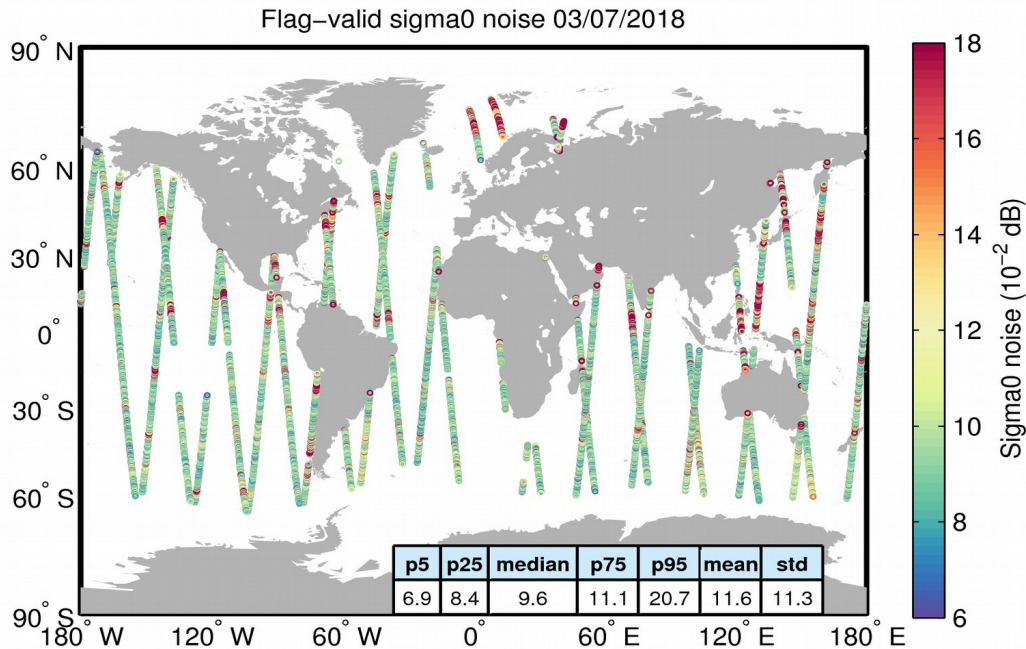 Flag−valid sigma0 noise 03/07/2018
90° N
60° N
30° N
0°
30° S
60° S
90° S
180° W
120° W
60° W
0°
60° E
120° E
180° E
p5 p25 median p75 p95 mean std
6.9 8.4 9.6 11.1 20.7 11.6 11.3
18
16
14
12
10
8
6
Sigma0 noise (10⁻² dB)